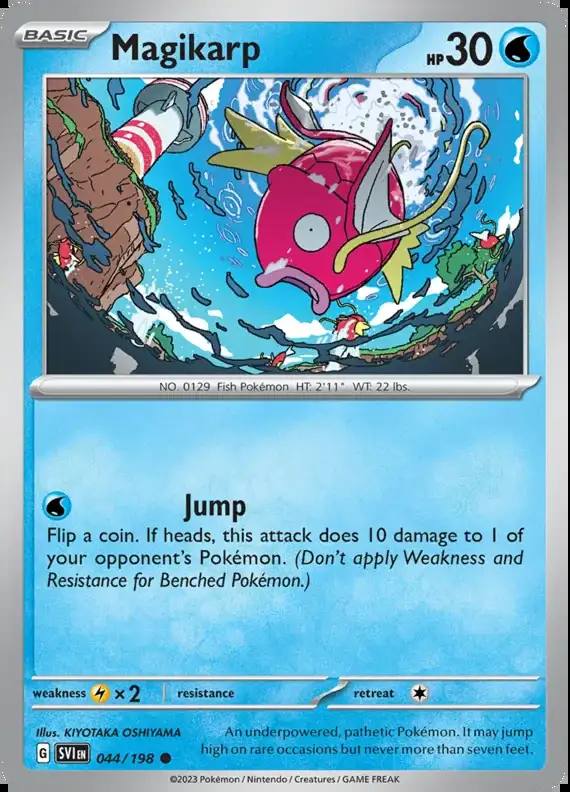 BASIC
Magikarp
HP 30
NO. 0129 Fish Pokémon HT: 2'11" WT: 22 lbs.
Jump
Flip a coin. If heads, this attack does 10 damage to 1 of
your opponent's Pokémon. (Don't apply Weakness and
Resistance for Benched Pokémon.)
weakness ×2 resistance retreat
Illus. KIYOTAKA OSHIYAMA
G SVI EN 044/198
An underpowered, pathetic Pokémon. It may jump
high on rare occasions but never more than seven feet.
©2023 Pokémon / Nintendo / Creatures / GAME FREAK